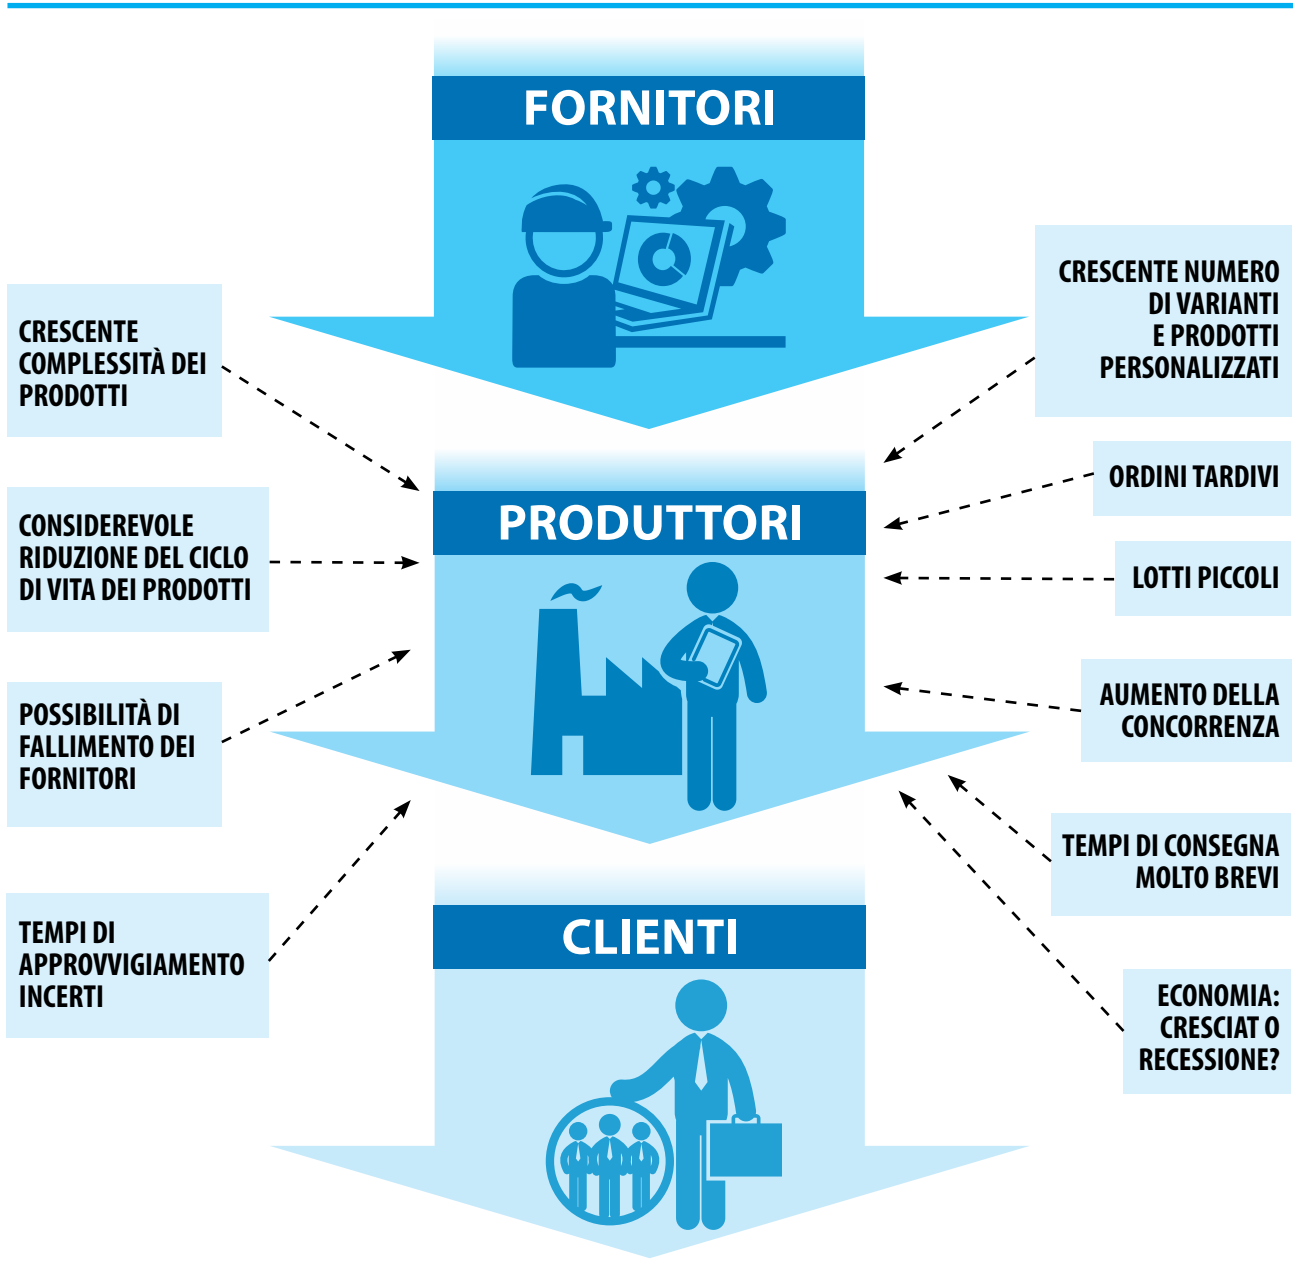 FORNITORI
CRESCENTE
COMPLESSITÀ DEI
PRODOTTI
CONSIDEREVOLE
RIDUZIONE DEL CICLO
DI VITA DEI PRODOTTI
POSSIBILITÀ DI
FALLIMENTO DEI
FORNITORI
TEMPI DI
APPROVVIGIAMENTO
INCERTI
PRODUTTORI
CLIENTI
CRESCENTE NUMERO
DI VARIANTI
E PRODOTTI
PERSONALIZZATI
ORDINI TARDIVI
LOTTI PICCOLI
AUMENTO DELLA
CONCORRENZA
TEMPI DI CONSEGNA
MOLTO BREVI
ECONOMIA:
CRESCIAT O
RECESSIONE?